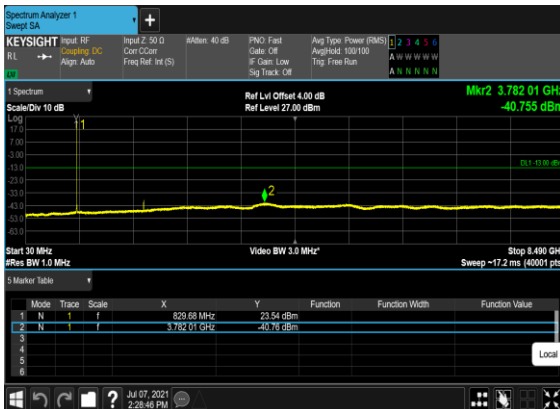 Spectrum Analyzer 1
Swept SA
KEYSIGHT
RL
Input: RF
Coupling: DC
Align: Auto
Input Z: 50 Ω
Corr CCorr
Freq Ref: Int (S)
#Atten: 40 dB
PNO: Fast
Gate: Off
IF Gain: Low
Sig Track: Off
Avg Type: Power (RMS)
Avg|Hold: 100/100
Trig: Free Run
1 2 3 4 5 6
A W W W W W
A N N N N N
1 Spectrum
Scale/Div 10 dB
Ref Lvl Offset 4.00 dB
Ref Level 27.00 dBm
Mkr2 3.782 01 GHz
-40.755 dBm
Log
17.0
7.00
-3.00
-13.0
-23.0
-33.0
-43.0
-53.0
-63.0
1
2
DL1 -13.00 dBm
Start 30 MHz
#Res BW 1.0 MHz
Video BW 3.0 MHz*
Stop 8.490 GHz
Sweep ~17.2 ms (40001 pts)
5 Marker Table
Mode Trace Scale X Y Function Function Width Function Value
1 N 1 f 829.68 MHz 23.54 dBm
2 N 1 f 3.782 01 GHz -40.76 dBm
3
4
5
6
Local
?
Jul 07, 2021
2:28:46 PM